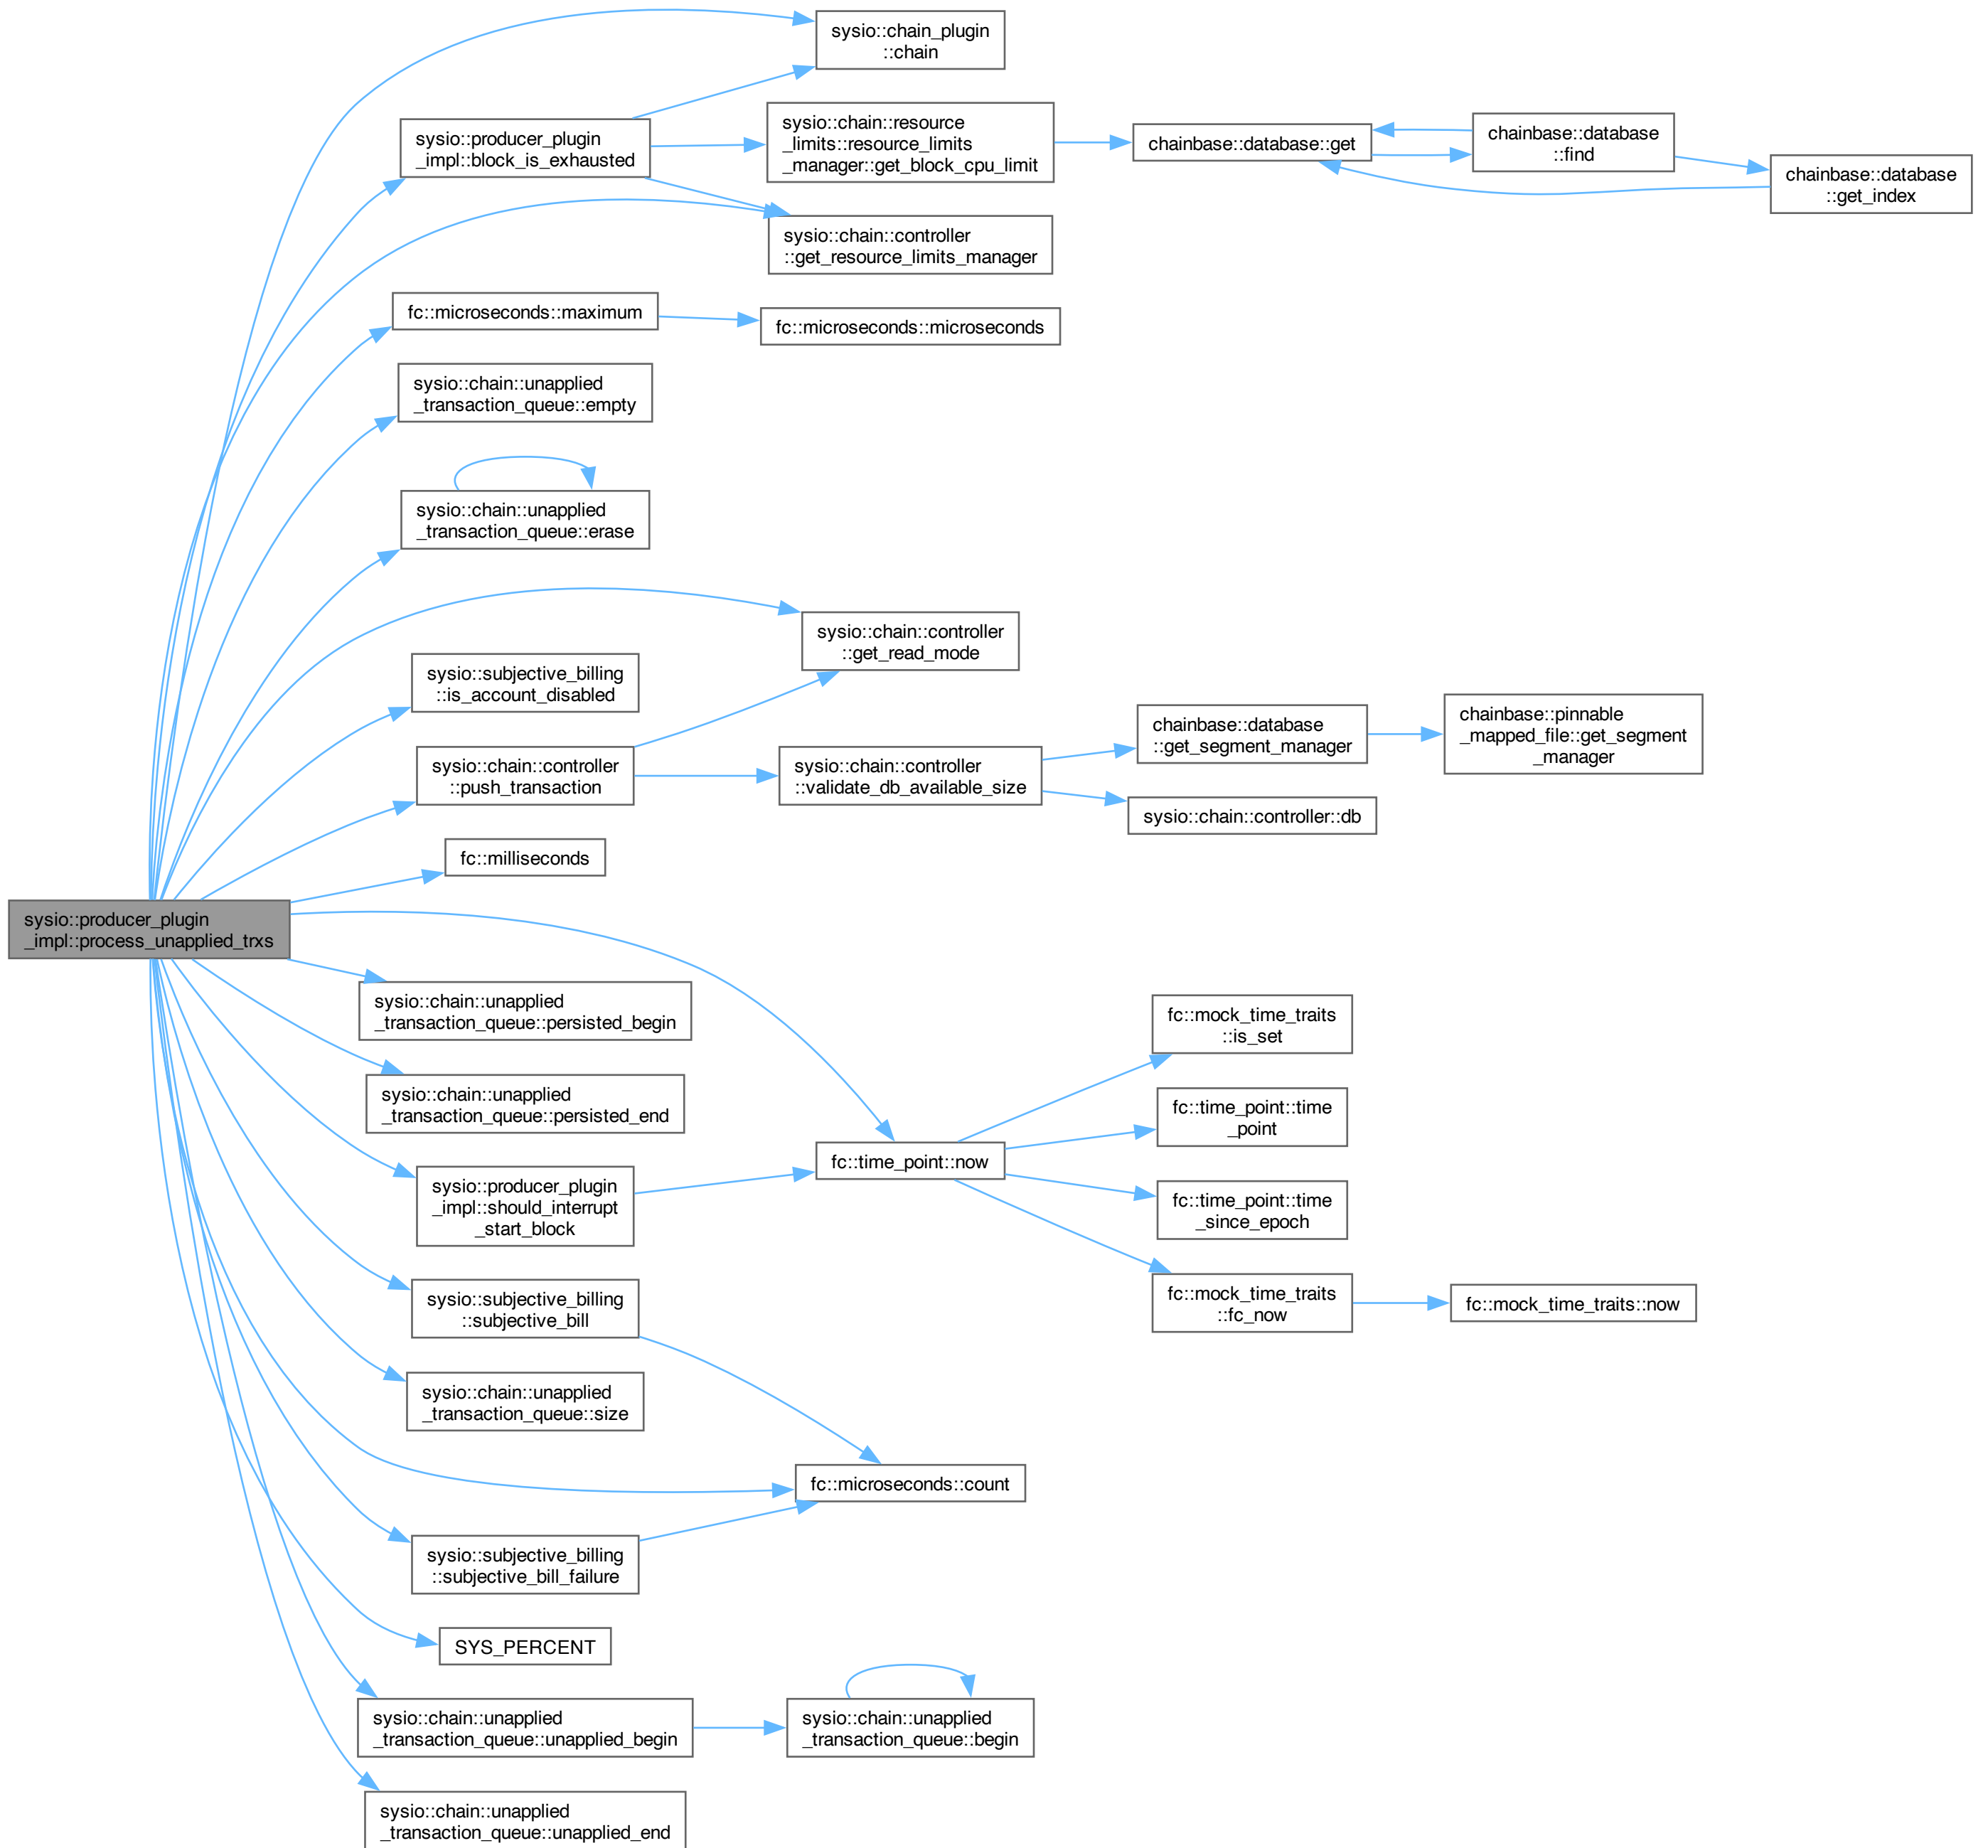 sysio::chain_plugin
::chain
sysio::producer_plugin
_impl::block_is_exhausted
sysio::chain::resource
_limits::resource_limits
_manager::get_block_cpu_limit
chainbase::database::get
chainbase::database
::find
chainbase::database
::get_index
sysio::chain::controller
::get_resource_limits_manager
fc::microseconds::maximum
fc::microseconds::microseconds
sysio::chain::unapplied
_transaction_queue::empty
sysio::chain::unapplied
_transaction_queue::erase
sysio::chain::controller
::get_read_mode
sysio::subjective_billing
::is_account_disabled
sysio::chain::controller
::push_transaction
sysio::chain::controller
::validate_db_available_size
chainbase::database
::get_segment_manager
chainbase::pinnable
_mapped_file::get_segment
_manager
sysio::chain::controller::db
fc::milliseconds
sysio::producer_plugin
_impl::process_unapplied_trxs
sysio::chain::unapplied
_transaction_queue::persisted_begin
sysio::chain::unapplied
_transaction_queue::persisted_end
sysio::producer_plugin
_impl::should_interrupt
_start_block
fc::time_point::now
fc::mock_time_traits
::is_set
fc::time_point::time
_point
fc::time_point::time
_since_epoch
fc::mock_time_traits
::fc_now
fc::mock_time_traits::now
sysio::subjective_billing
::subjective_bill
sysio::chain::unapplied
_transaction_queue::size
fc::microseconds::count
sysio::subjective_billing
::subjective_bill_failure
SYS_PERCENT
sysio::chain::unapplied
_transaction_queue::unapplied_begin
sysio::chain::unapplied
_transaction_queue::begin
sysio::chain::unapplied
_transaction_queue::unapplied_end